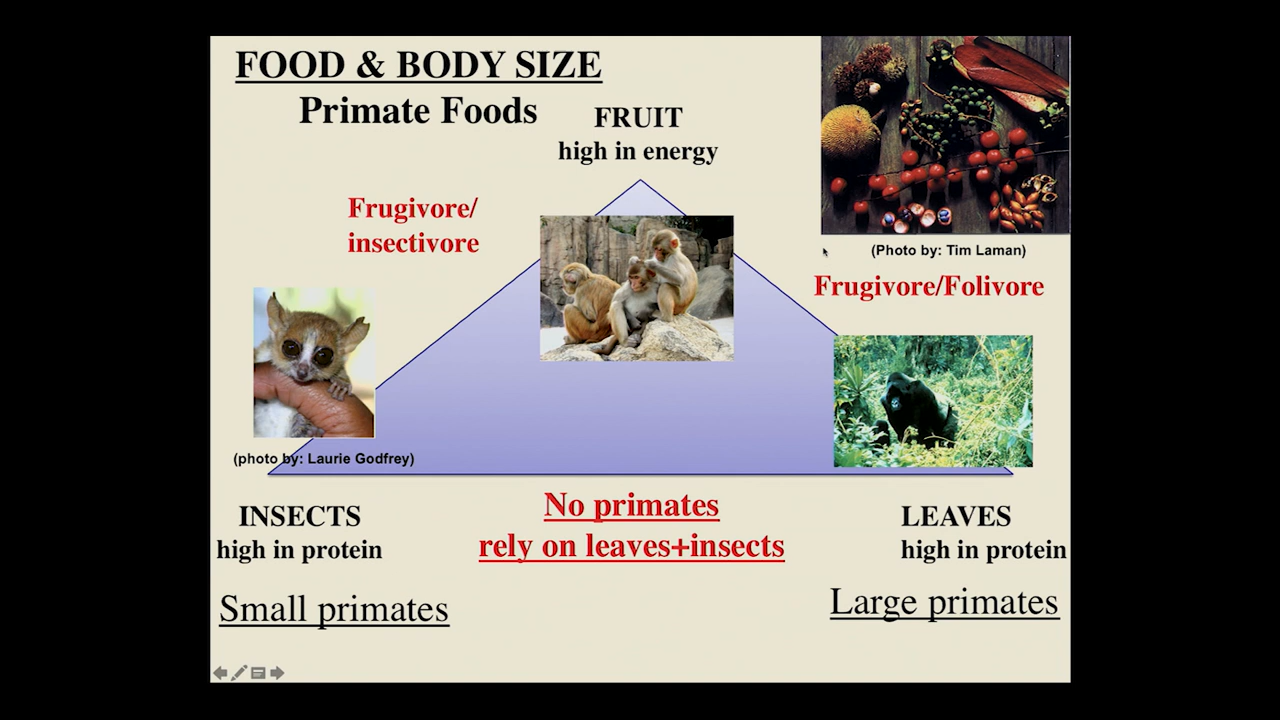 FOOD & BODY SIZE
Primate Foods
FRUIT
high in energy
Frugivore/
insectivore
(Photo by: Tim Laman)
Frugivore/Folivore
(photo by: Laurie Godfrey)
INSECTS
high in protein
No primates
rely on leaves+insects
LEAVES
high in protein
Small primates
Large primates